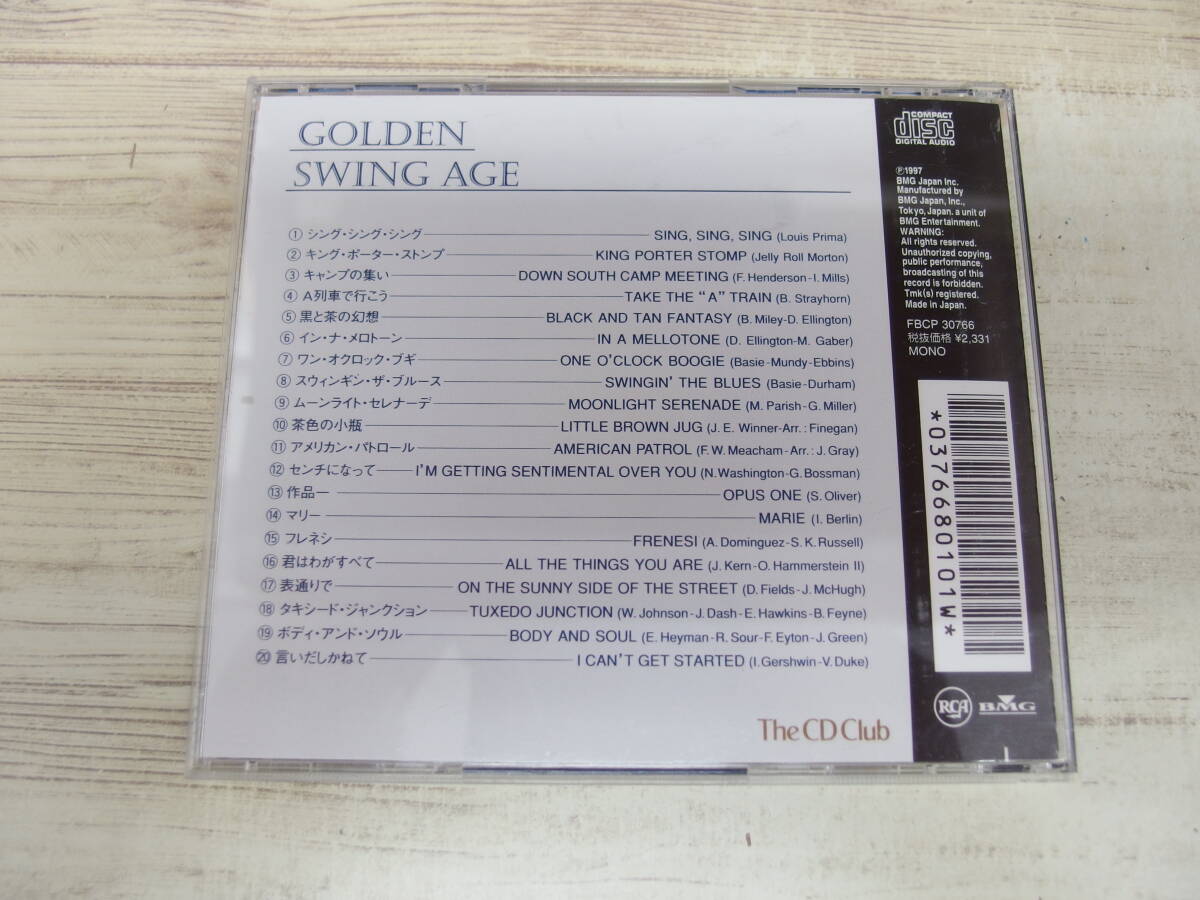 GOLDEN
SWING AGE
① シング・シング・シング SING, SING, SING (Louis Prima)
② キング・ポーター・ストンプ KING PORTER STOMP (Jelly Roll Morton)
③ キャンプの集い DOWN SOUTH CAMP MEETING (F. Henderson-I. Mills)
④ A列車で行こう TAKE THE “A” TRAIN (B. Strayhorn)
⑤ 黒と茶の幻想 BLACK AND TAN FANTASY (B. Miley-D. Ellington)
⑥ イン・ナ・メロトーン IN A MELLOTONE (D. Ellington-M. Gaber)
⑦ ワン・オクロック・ブギ ONE O'CLOCK BOOGIE (Basie-Mundy-Ebbins)
⑧ スウィンギン・ザ・ブルース SWINGIN' THE BLUES (Basie-Durham)
⑨ ムーンライト・セレナーデ MOONLIGHT SERENADE (M. Parish-G. Miller)
⑩ 茶色の小瓶 LITTLE BROWN JUG (J. E. Winner-Arr.: Finegan)
⑪ アメリカン・パトロール AMERICAN PATROL (F. W. Meacham-Arr.: J. Gray)
⑫ センチになって I'M GETTING SENTIMENTAL OVER YOU (N. Washington-G. Bossman)
⑬ 作品一 OPUS ONE (S. Oliver)
⑭ マリー MARIE (I. Berlin)
⑮ フレネシ FRENESI (A. Dominguez-S. K. Russell)
⑯ 君はわがすべて ALL THE THINGS YOU ARE (J. Kern-O. Hammerstein II)
⑰ 表通りで ON THE SUNNY SIDE OF THE STREET (D. Fields-J. McHugh)
⑱ タキシード・ジャンクション TUXEDO JUNCTION (W. Johnson-J. Dash-E. Hawkins-B. Feyne)
⑲ ボディ・アンド・ソウル BODY AND SOUL (E. Heyman-R. Sour-F. Eyton-J. Green)
⑳ 言いだしかねて I CAN'T GET STARTED (I. Gershwin-V. Duke)
The CD Club
COMPACT
disc
DIGITAL AUDIO
Ⓟ1997
BMG Japan Inc.
Manufactured by
BMG Japan, Inc.,
Tokyo, Japan. a unit of
BMG Entertainment.
WARNING:
All rights reserved.
Unauthorized copying,
public performance,
broadcasting of this
record is forbidden.
Tmk(s) registered.
Made in Japan.
FBCP 30766
税抜価格 ¥2,331
MONO
*0376680101W*
RCA
BMG